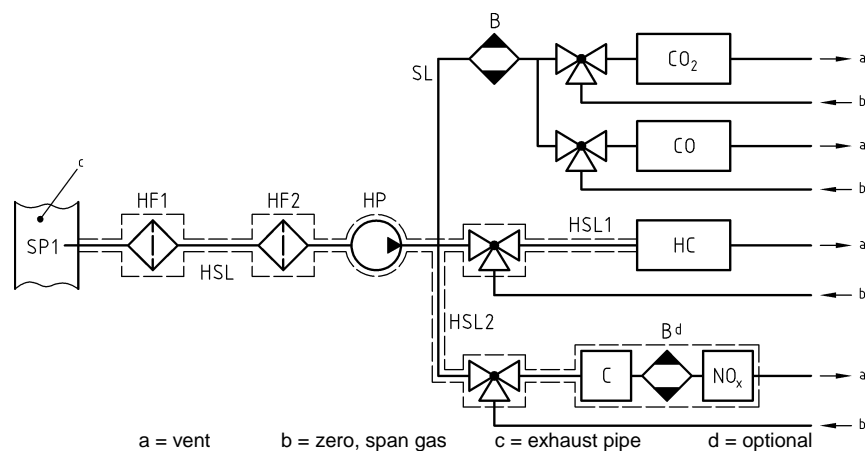 B
SL
CO₂
a
b
CO
a
b
c
HF1
HF2
HP
SP1
HSL
HSL1
HC
a
b
HSL2
Bᵈ
C
NOₓ
a
b
a = vent b = zero, span gas c = exhaust pipe d = optional